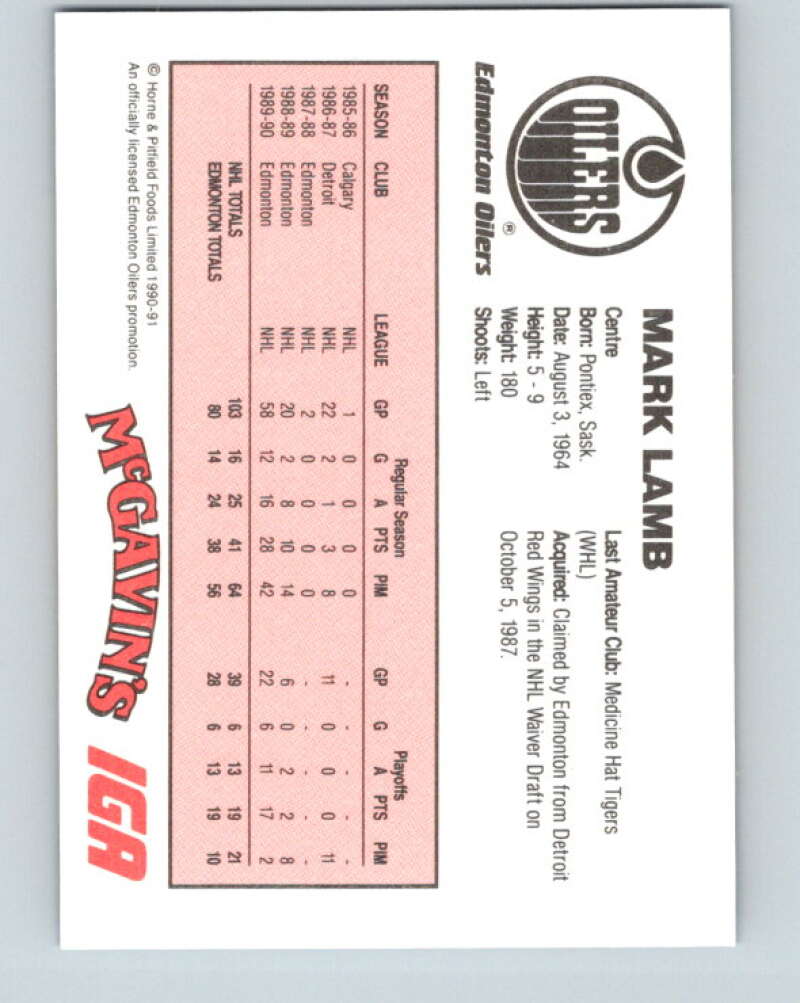 OILERS
Edmonton Oilers ®
MARK LAMB
Centre
Born: Pontiex, Sask.
Date: August 3, 1964
Height: 5 - 9
Weight: 180
Shoots: Left
Last Amateur Club: Medicine Hat Tigers
(WHL)
Acquired: Claimed by Edmonton from Detroit
Red Wings in the NHL Waiver Draft on
October 5, 1987.
Regular Season Playoffs
SEASON CLUB LEAGUE GP G A PTS PIM GP G A PTS PIM
1985-86 Calgary NHL 1 0 0 0 0 - - - - -
1986-87 Detroit NHL 22 2 1 3 8 11 0 0 0 11
1987-88 Edmonton NHL 2 0 0 0 0 - - - - -
1988-89 Edmonton NHL 20 2 8 10 14 6 0 2 2 8
1989-90 Edmonton NHL 58 12 16 28 42 22 6 11 17 2
NHL TOTALS 103 16 25 41 64 39 6 13 19 21
EDMONTON TOTALS 80 14 24 38 56 28 6 13 19 10
© Horne & Pitfield Foods Limited 1990-91
An officially licensed Edmonton Oilers promotion.
McGAVIN'S IGA